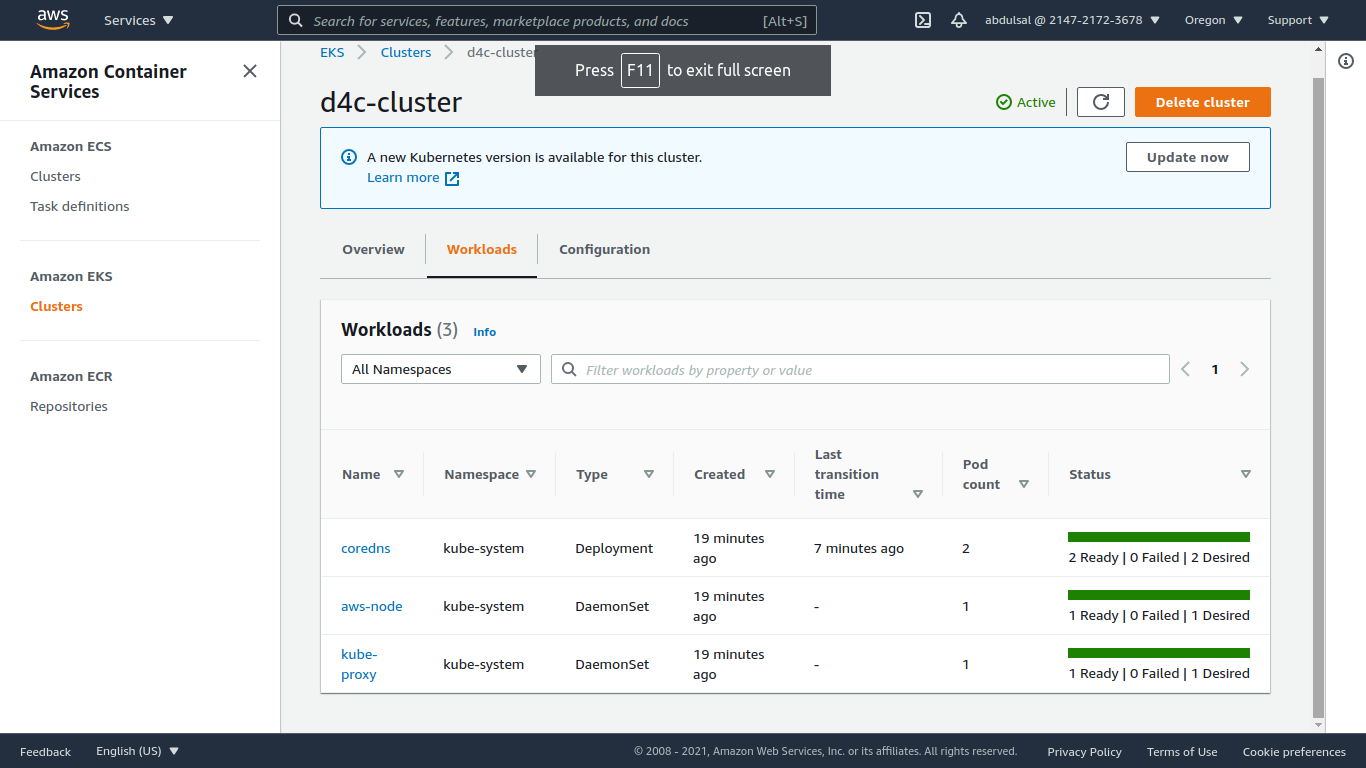 aws
Services
Search for services, features, marketplace products, and docs
[Alt+S]
abdulsal @ 2147-2172-3678
Oregon
Support
Amazon Container
Services
Amazon ECS
Clusters
Task definitions
Amazon EKS
Clusters
Amazon ECR
Repositories
EKS
Clusters
d4c-cluster
Press F11 to exit full screen
d4c-cluster
Active
Delete cluster
A new Kubernetes version is available for this cluster.
Learn more
Update now
Overview
Workloads
Configuration
Workloads (3)
Info
All Namespaces
Filter workloads by property or value
1
Name
Namespace
Type
Created
Last
transition
time
Pod
count
Status
coredns
kube-system
Deployment
19 minutes
ago
7 minutes ago
2
2 Ready | 0 Failed | 2 Desired
aws-node
kube-system
DaemonSet
19 minutes
ago
-
1
1 Ready | 0 Failed | 1 Desired
kube-
proxy
kube-system
DaemonSet
19 minutes
ago
-
1
1 Ready | 0 Failed | 1 Desired
Feedback
English (US)
© 2008 - 2021, Amazon Web Services, Inc. or its affiliates. All rights reserved.
Privacy Policy
Terms of Use
Cookie preferences